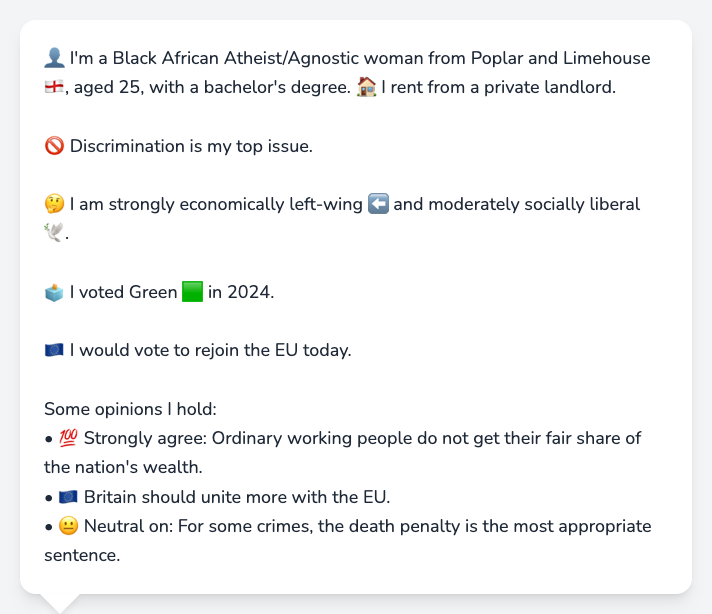 👤 I'm a Black African Atheist/Agnostic woman from Poplar and Limehouse
🏴󠁧󠁢󠁥󠁮󠁧󠁿, aged 25, with a bachelor's degree. 🏠 I rent from a private landlord.
🚫 Discrimination is my top issue.
🤔 I am strongly economically left-wing ⬅️ and moderately socially liberal
🕊️.
🗳️ I voted Green 🟩 in 2024.
🇪🇺 I would vote to rejoin the EU today.
Some opinions I hold:
• 💯 Strongly agree: Ordinary working people do not get their fair share of
the nation's wealth.
• 🇪🇺 Britain should unite more with the EU.
• 😐 Neutral on: For some crimes, the death penalty is the most appropriate
sentence.